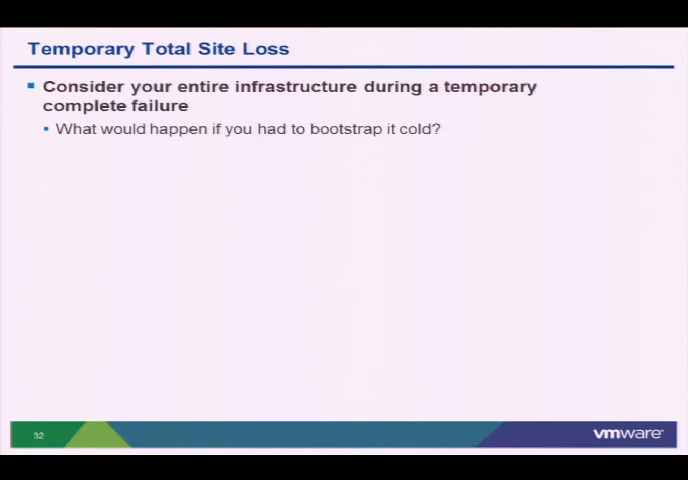 Temporary Total Site Loss
Consider your entire infrastructure during a temporary
complete failure
What would happen if you had to bootstrap it cold?
32
vmware